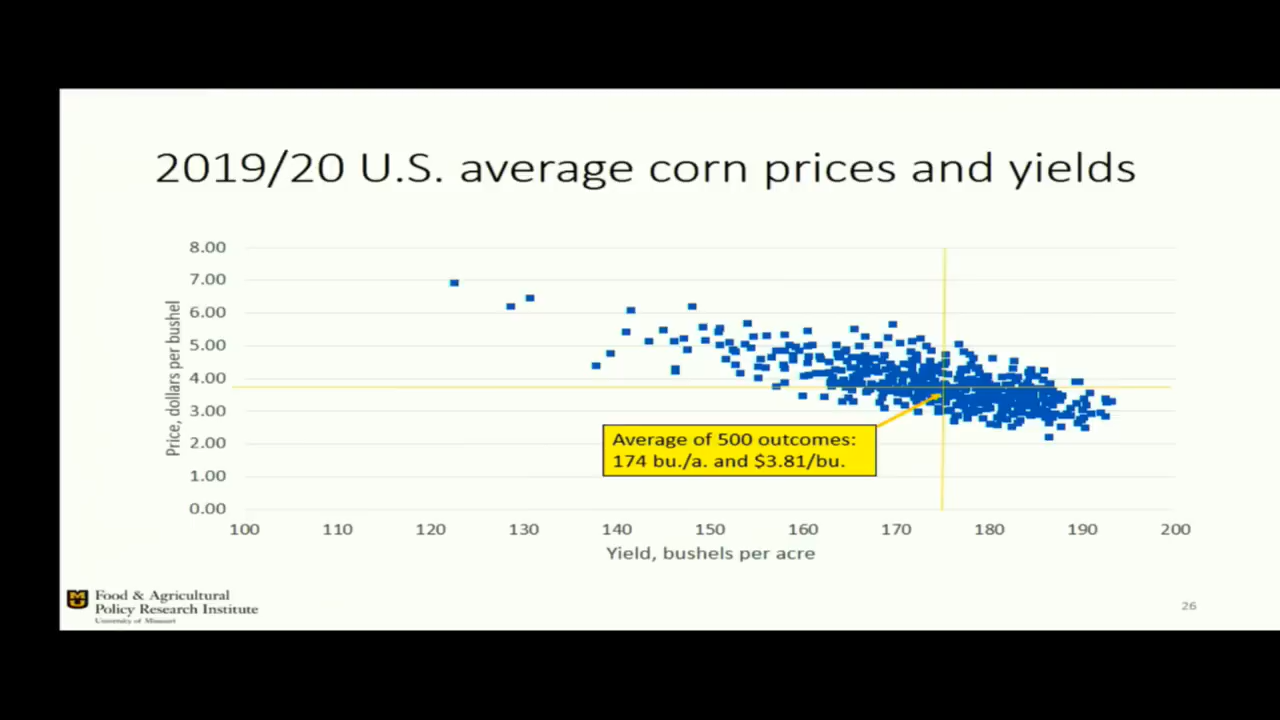 2019/20 U.S. average corn prices and yields
Price, dollars per bushel
8.00
7.00
6.00
5.00
4.00
3.00
2.00
1.00
0.00
Average of 500 outcomes:
174 bu./a. and $3.81/bu.
100 110 120 130 140 150 160 170 180 190 200
Yield, bushels per acre
Food & Agricultural
Policy Research Institute
University of Missouri
26